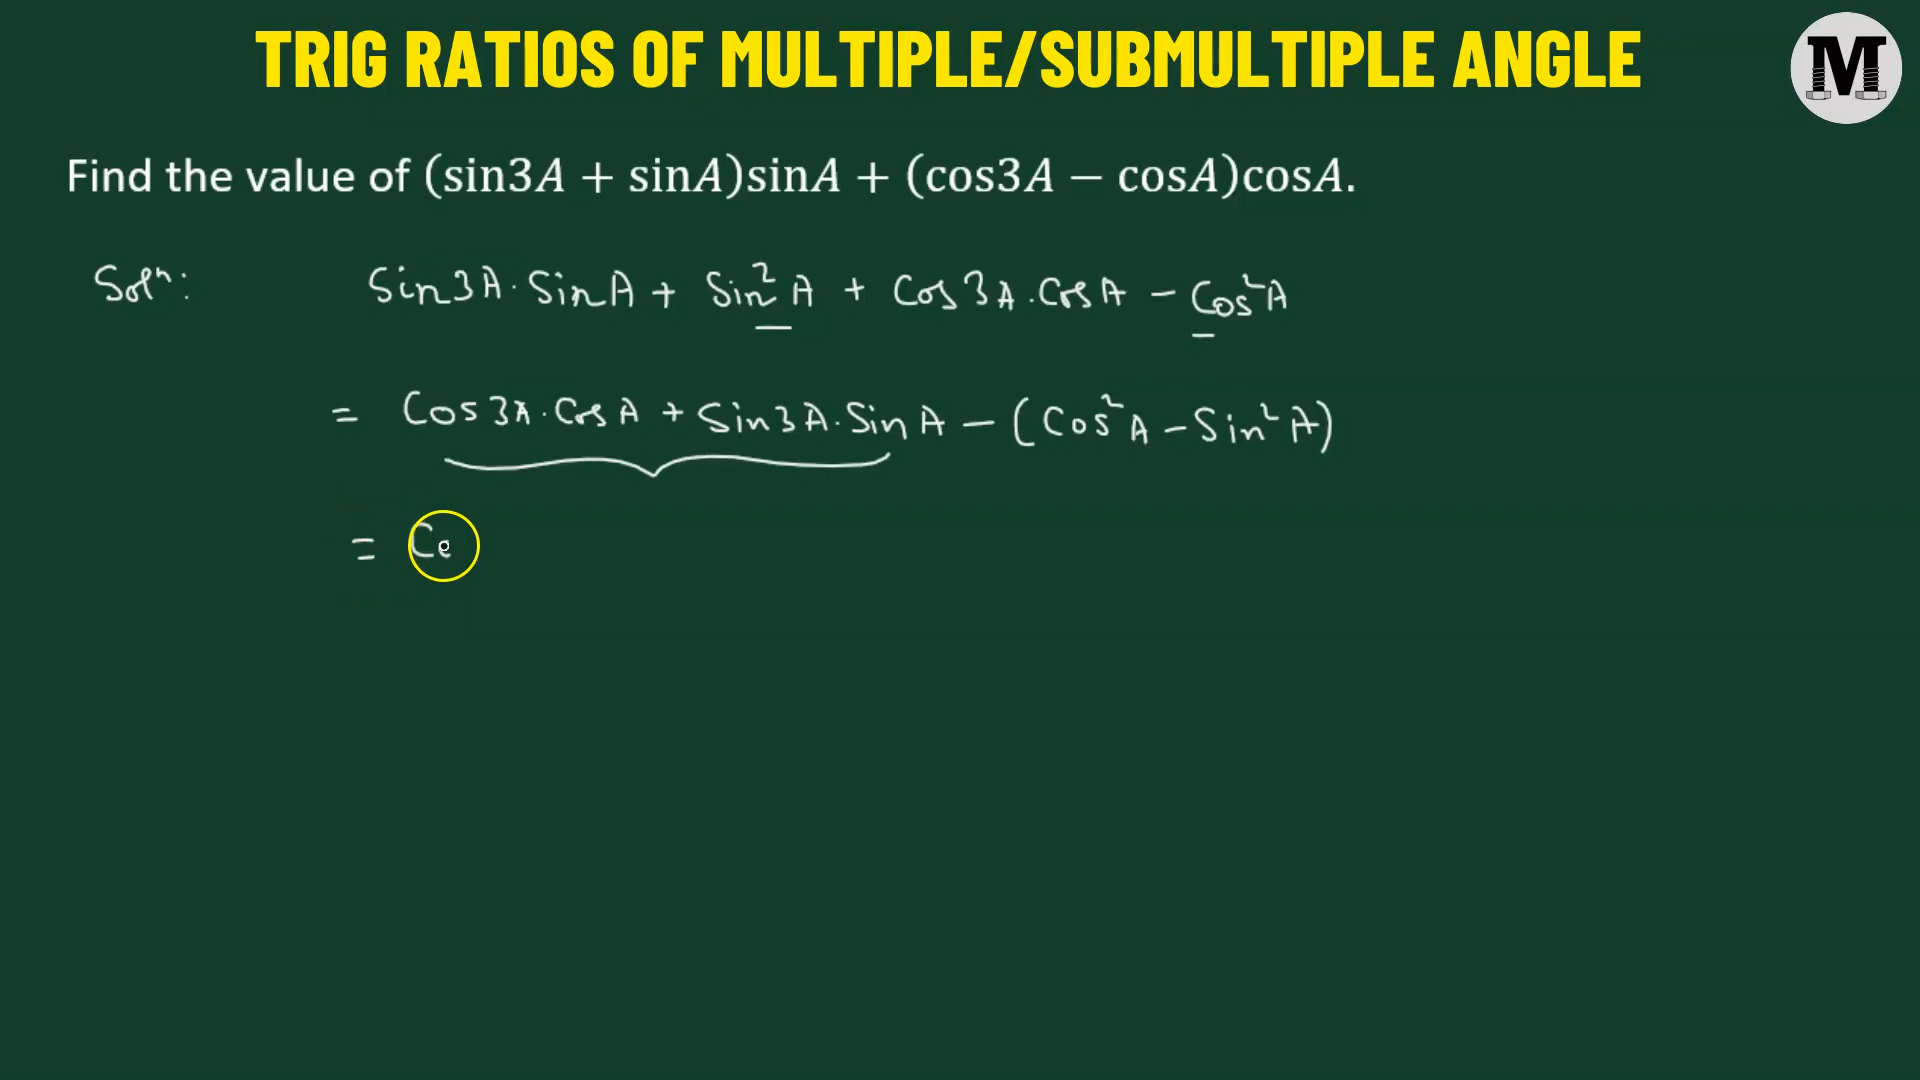 TRIG RATIOS OF MULTIPLE/SUBMULTIPLE ANGLE
M
Find the value of (sin3A + sinA)sinA + (cos3A − cosA)cosA.
Solⁿ: Sin3A·SinA + Sin²A + Cos3A·CosA − Cos²A
= Cos3A·CosA + Sin3A·SinA − (Cos²A − Sin²A)
= Co